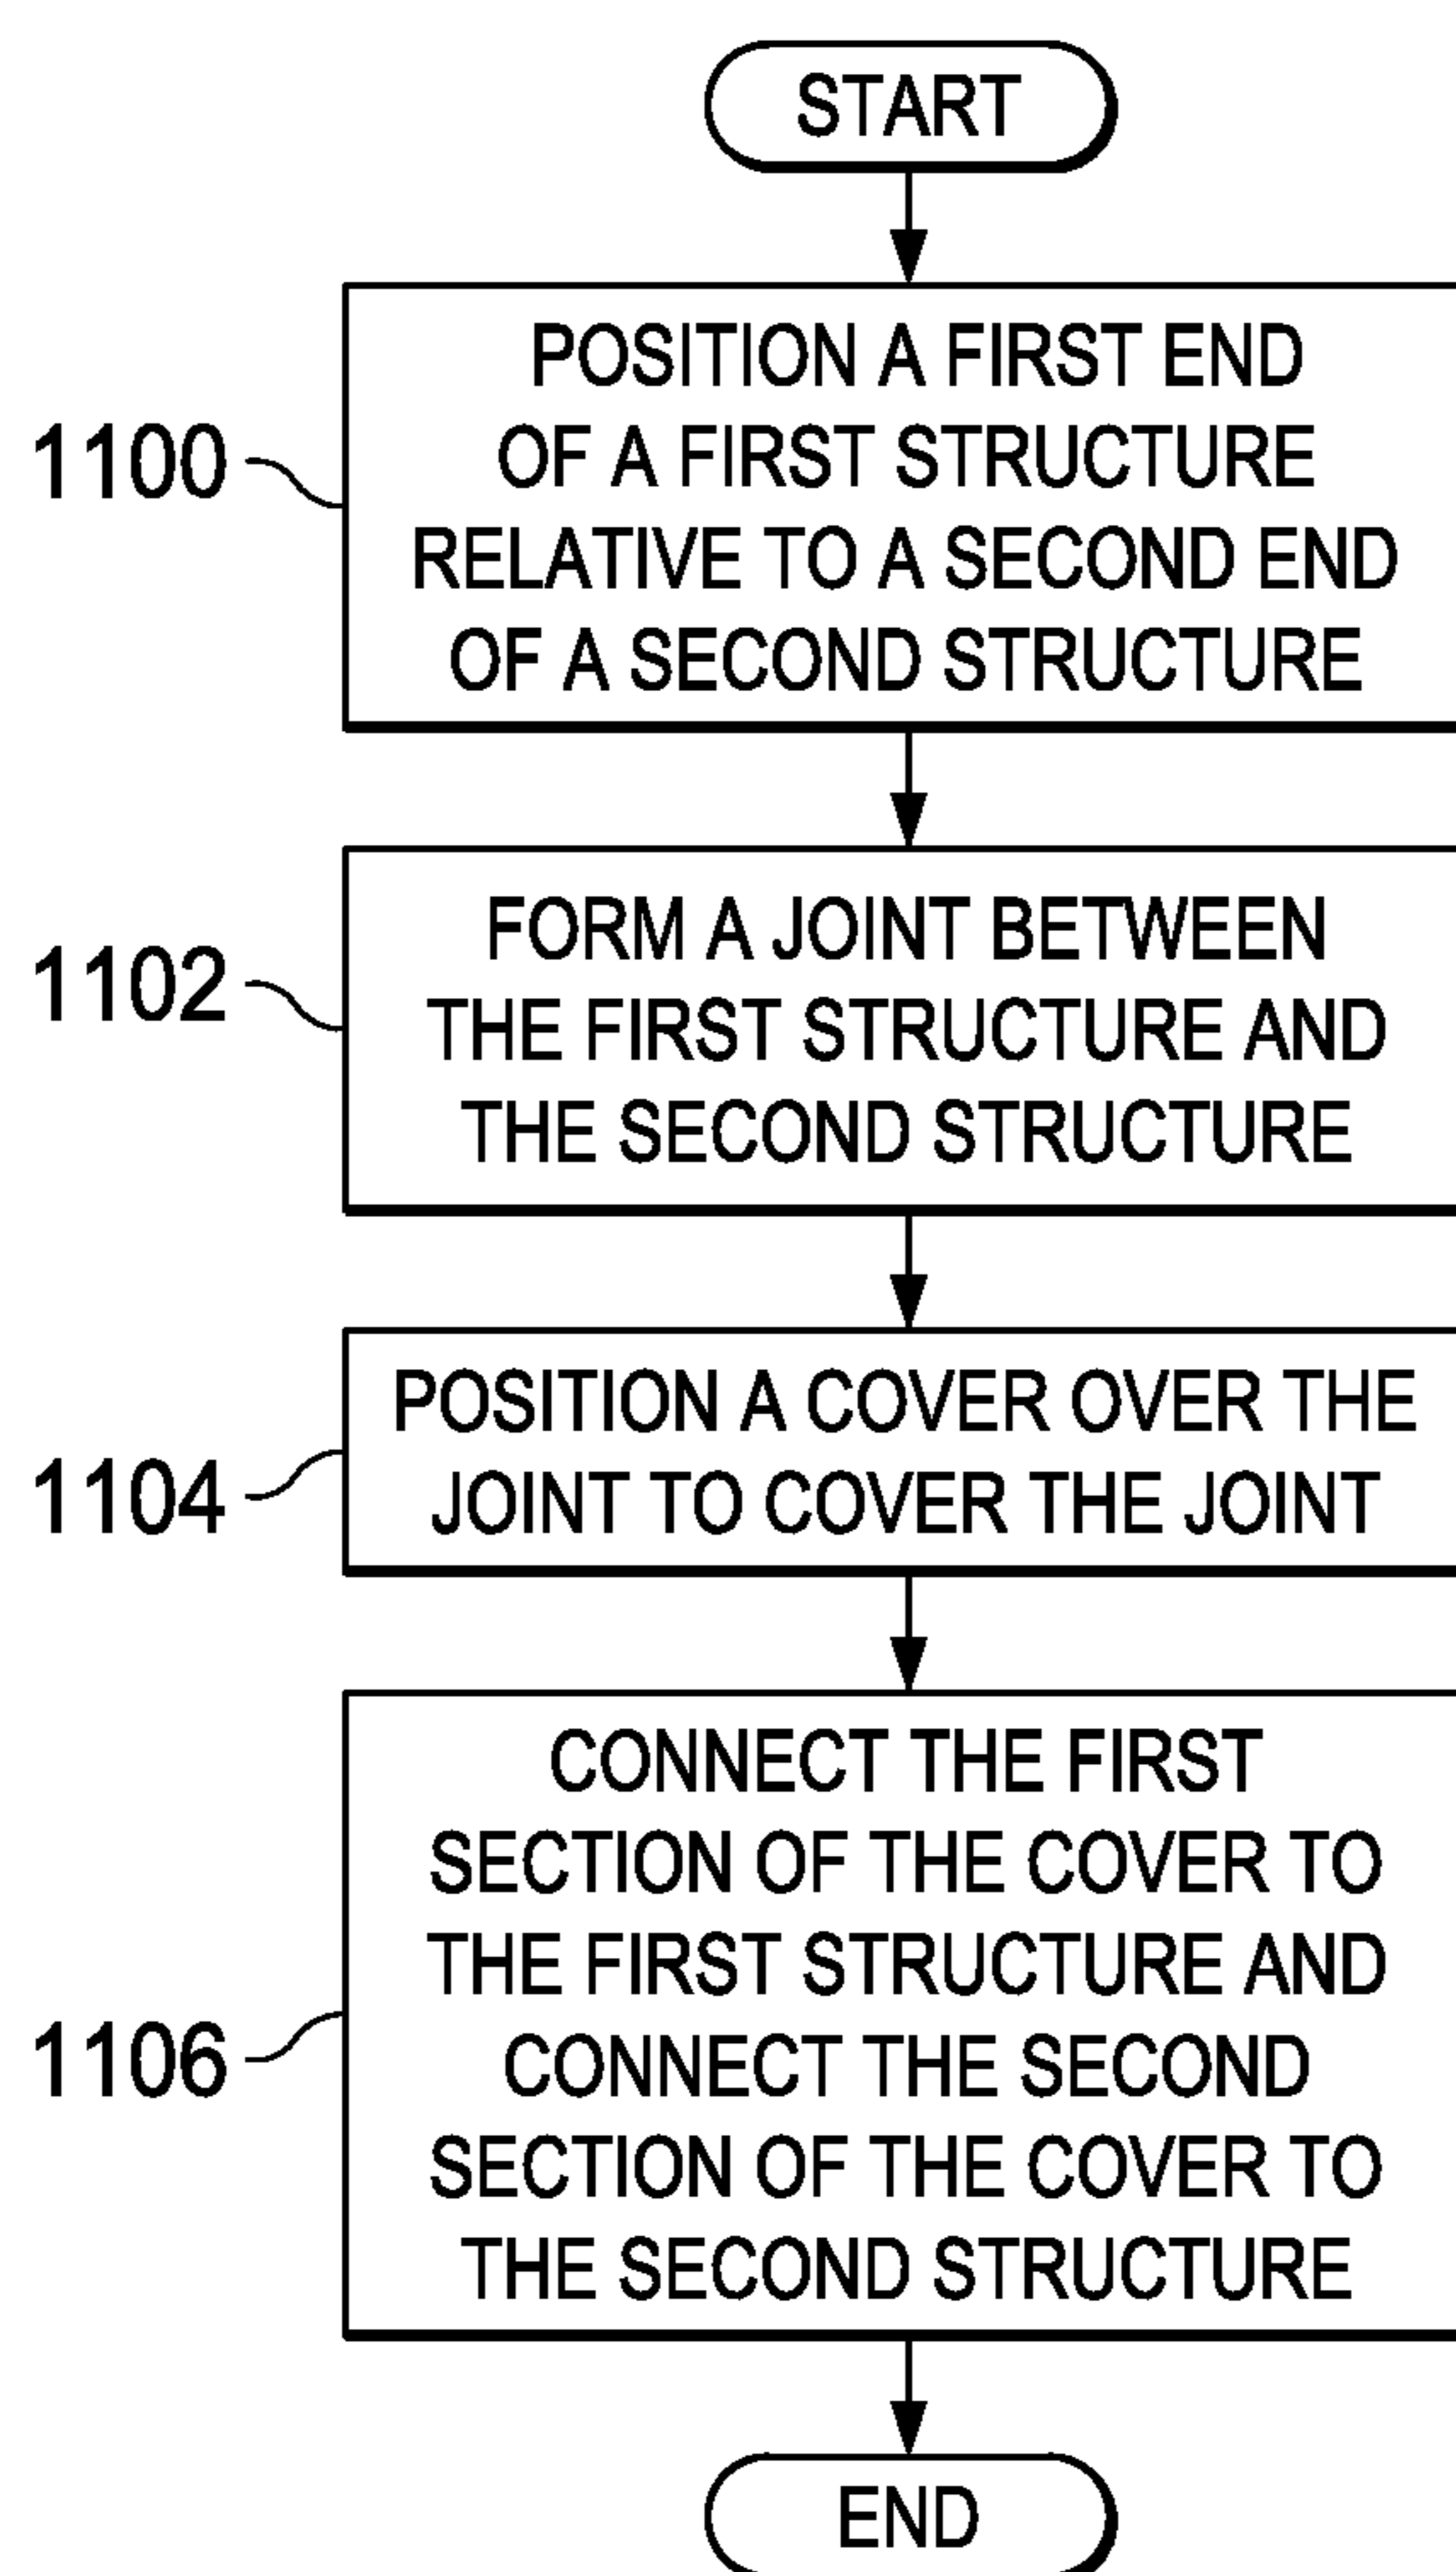 START
1100
POSITION A FIRST END
OF A FIRST STRUCTURE
RELATIVE TO A SECOND END
OF A SECOND STRUCTURE
1102
FORM A JOINT BETWEEN
THE FIRST STRUCTURE AND
THE SECOND STRUCTURE
1104
POSITION A COVER OVER THE
JOINT TO COVER THE JOINT
1106
CONNECT THE FIRST
SECTION OF THE COVER TO
THE FIRST STRUCTURE AND
CONNECT THE SECOND
SECTION OF THE COVER TO
THE SECOND STRUCTURE
END